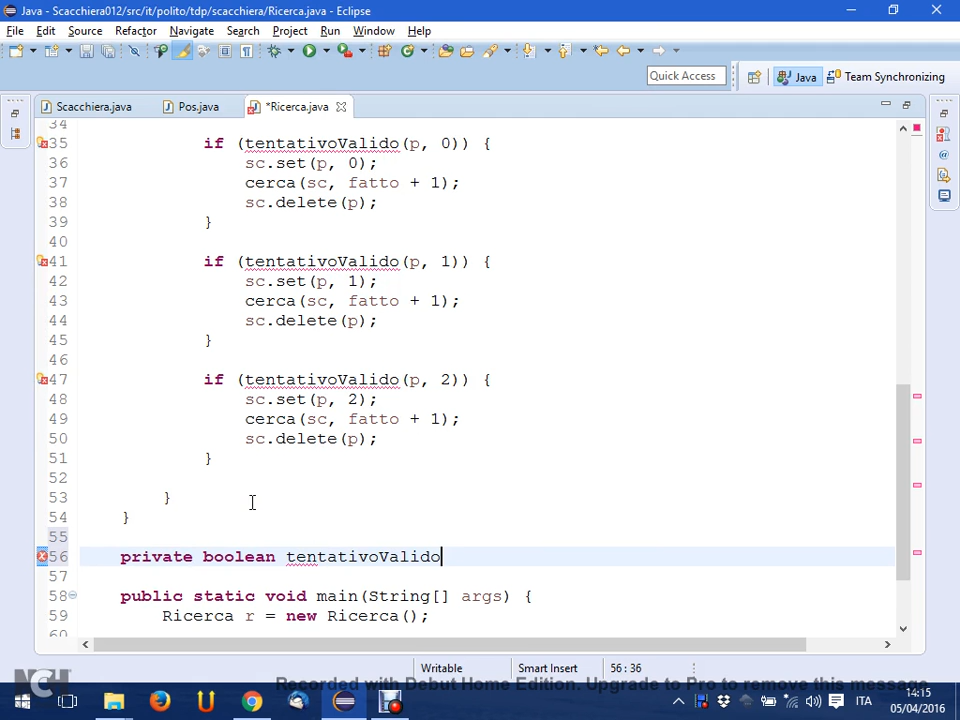 Java - Scacchiera012/src/it/polito/tdp/scacchiera/Ricerca.java - Eclipse
File Edit Source Refactor Navigate Search Project Run Window Help
Quick Access
Java
Team Synchronizing
Scacchiera.java
Pos.java
*Ricerca.java
34
35 if (tentativoValido(p, 0)) {
36 sc.set(p, 0);
37 cerca(sc, fatto + 1);
38 sc.delete(p);
39 }
40
41 if (tentativoValido(p, 1)) {
42 sc.set(p, 1);
43 cerca(sc, fatto + 1);
44 sc.delete(p);
45 }
46
47 if (tentativoValido(p, 2)) {
48 sc.set(p, 2);
49 cerca(sc, fatto + 1);
50 sc.delete(p);
51 }
52
53 }
54 }
55
56 private boolean tentativoValido
57
58 public static void main(String[] args) {
59 Ricerca r = new Ricerca();
60
Writable
Smart Insert
56 : 36
NCH
Recorded with Debut Home Edition. Upgrade to Pro to remove this message
ITA
14:15
05/04/2016